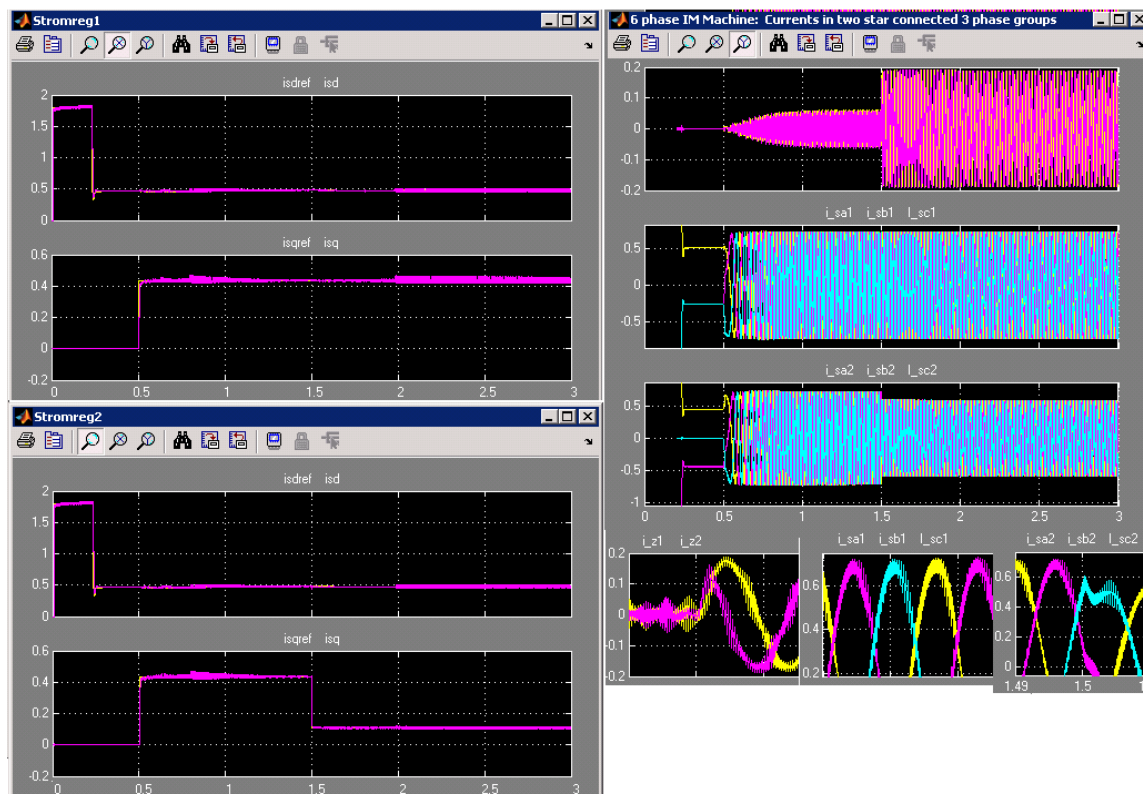 Stromreg1
isdref isd
2
1.5
1
0.5
0
isqref isq
0.6
0.4
0.2
0
-0.2
0 0.5 1 1.5 2 2.5 3
Stromreg2
isdref isd
2
1.5
1
0.5
0
isqref isq
0.6
0.4
0.2
0
-0.2
0 0.5 1 1.5 2 2.5 3
6 phase IM Machine: Currents in two star connected 3 phase groups
0.2
0.1
0
-0.1
-0.2
i_sa1 i_sb1 I_sc1
0.5
0
-0.5
i_sa2 i_sb2 I_sc2
0.5
0
-0.5
-1
0 0.5 1 1.5 2 2.5 3
i_z1 i_z2
0.2
0.1
0
-0.1
-0.2
i_sa1 i_sb1 I_sc1
0.6
0.4
0.2
i_sa2 i_sb2 I_sc2
0.6
0.4
0.2
0
1.49 1.5 1